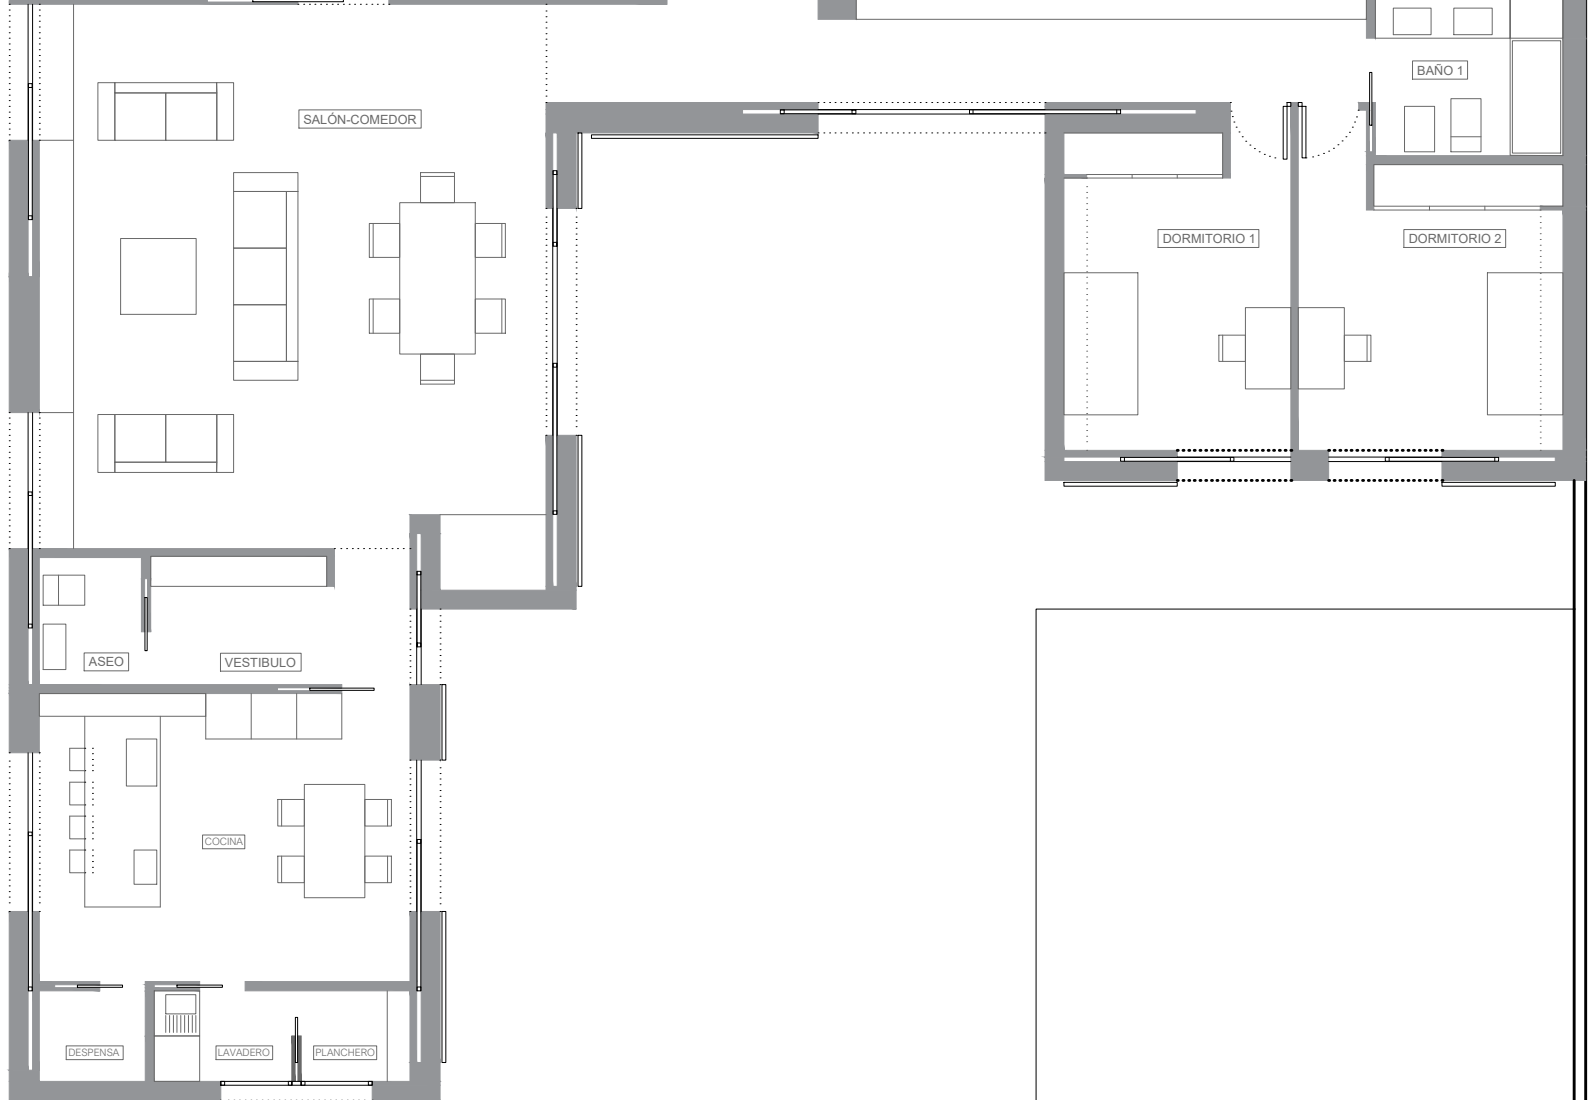 BAÑO 1
SALÓN-COMEDOR
DORMITORIO 1
DORMITORIO 2
ASEO
VESTIBULO
COCINA
DESPENSA
LAVADERO
PLANCHERO